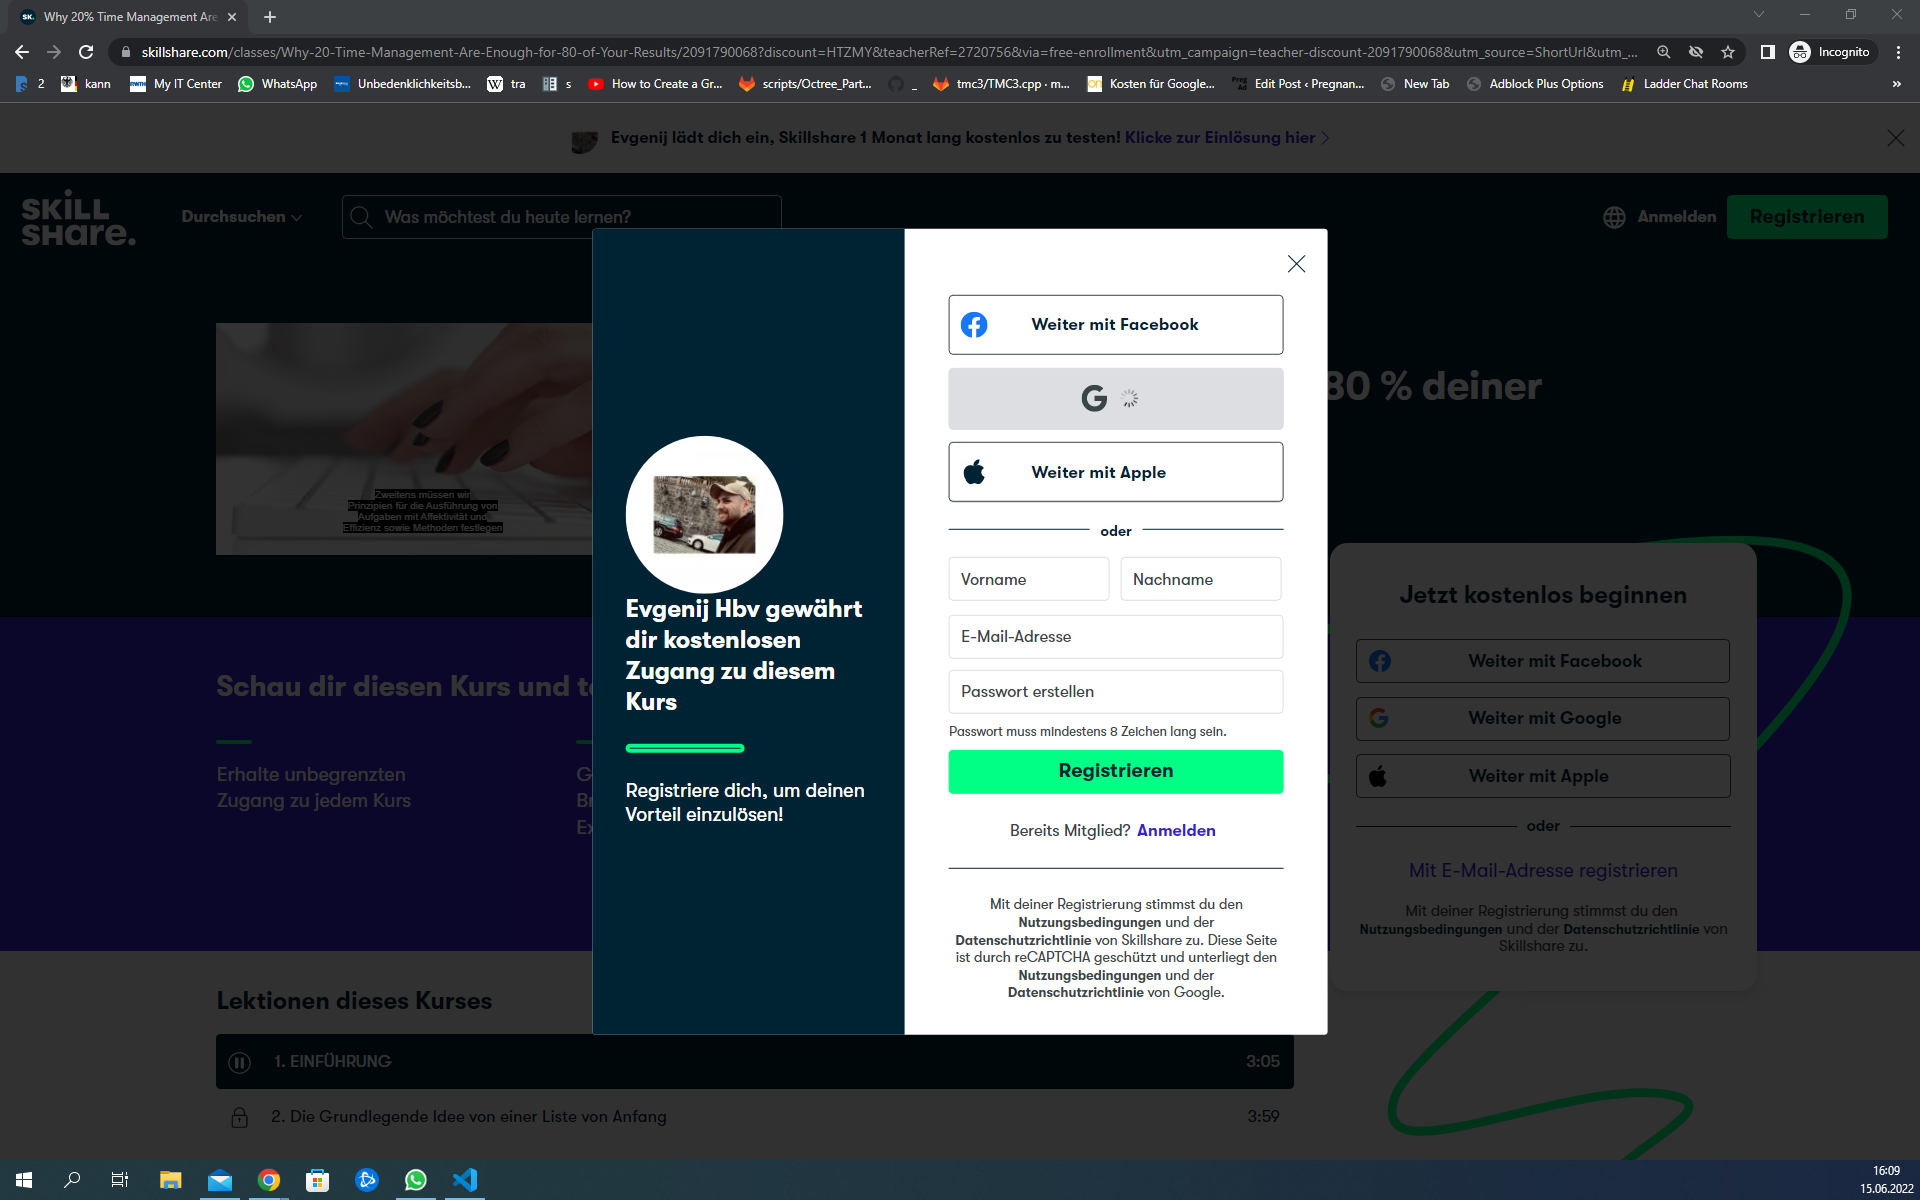 SK.
Why 20% Time Management Are
Incognito
skillshare.com/classes/Why-20-Time-Management-Are-Enough-for-80-of-Your-Results/2091790068?discount=HTZMY&teacherRef=2720756&via=free-enrollment&utm_campaign=teacher-discount-2091790068&utm_source=ShortUrl&utm_...
2 kann My IT Center WhatsApp Unbedenklichkeitsb... tra s How to Create a Gr... scripts/Octree_Part... _ tmc3/TMC3.cpp · m... Kosten für Google... Edit Post ‹ Pregnan... New Tab Adblock Plus Options Ladder Chat Rooms »
Evgenij lädt dich ein, Skillshare 1 Monat lang kostenlos zu testen! Klicke zur Einlösung hier
SKILL
SHare.
Durchsuchen
Was möchtest du heute lernen?
Anmelden
Registrieren
80 % deiner
Zweitens müssen wir
Prinzipien für die Ausführung von
Aufgaben mit Affektivität und
Effizienz sowie Methoden festlegen
Evgenij Hbv gewährt
dir kostenlosen
Zugang zu diesem
Kurs
Registriere dich, um deinen
Vorteil einzulösen!
Weiter mit Facebook
G
Weiter mit Apple
oder
Vorname
Nachname
E-Mail-Adresse
Passwort erstellen
Passwort muss mindestens 8 Zeichen lang sein.
Registrieren
Bereits Mitglied? Anmelden
Mit deiner Registrierung stimmst du den
Nutzungsbedingungen und der
Datenschutzrichtlinie von Skillshare zu. Diese Seite
ist durch reCAPTCHA geschützt und unterliegt den
Nutzungsbedingungen und der
Datenschutzrichtlinie von Google.
Jetzt kostenlos beginnen
Weiter mit Facebook
Weiter mit Google
Weiter mit Apple
oder
Mit E-Mail-Adresse registrieren
Mit deiner Registrierung stimmst du den
Nutzungsbedingungen und der Datenschutzrichtlinie von
Skillshare zu.
Schau dir diesen Kurs und
Erhalte unbegrenzten
Zugang zu jedem Kurs
Lektionen dieses Kurses
1. EINFÜHRUNG
3:05
2. Die Grundlegende Idee von einer Liste von Anfang
3:59
16:09
15.06.2022